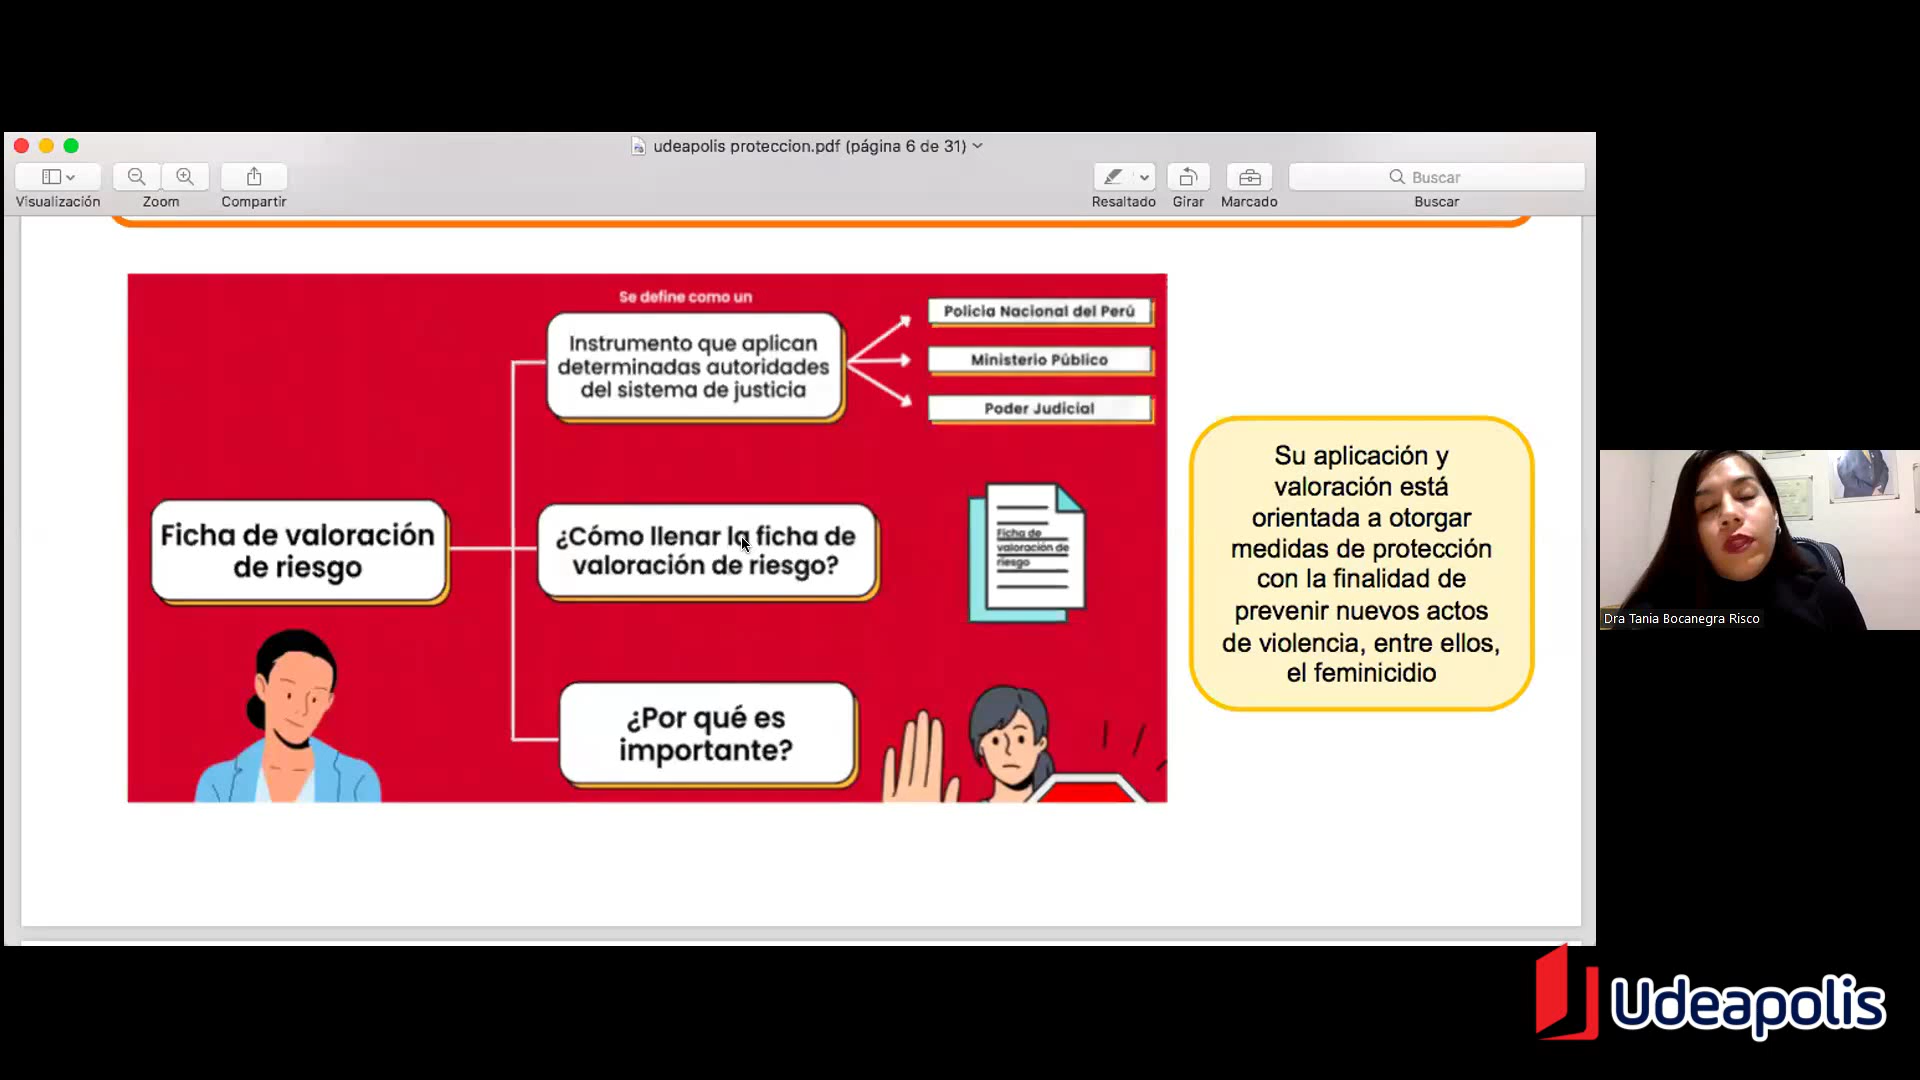 udeapolis proteccion.pdf (página 6 de 31)
Visualización
Zoom
Compartir
Resaltado
Girar
Marcado
Buscar
Buscar
Se define como un
Instrumento que aplican
determinadas autoridades
del sistema de justicia
Policia Nacional del Perú
Ministerio Público
Poder Judicial
Ficha de valoración
de riesgo
¿Cómo llenar la ficha de
valoración de riesgo?
Ficha de
valoración de
riesgo
¿Por qué es
importante?
Su aplicación y
valoración está
orientada a otorgar
medidas de protección
con la finalidad de
prevenir nuevos actos
de violencia, entre ellos,
el feminicidio
Dra Tania Bocanegra Risco
Udeapolis